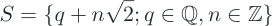 S = {q + n√2; q ∈ ℚ, n ∈ ℤ}